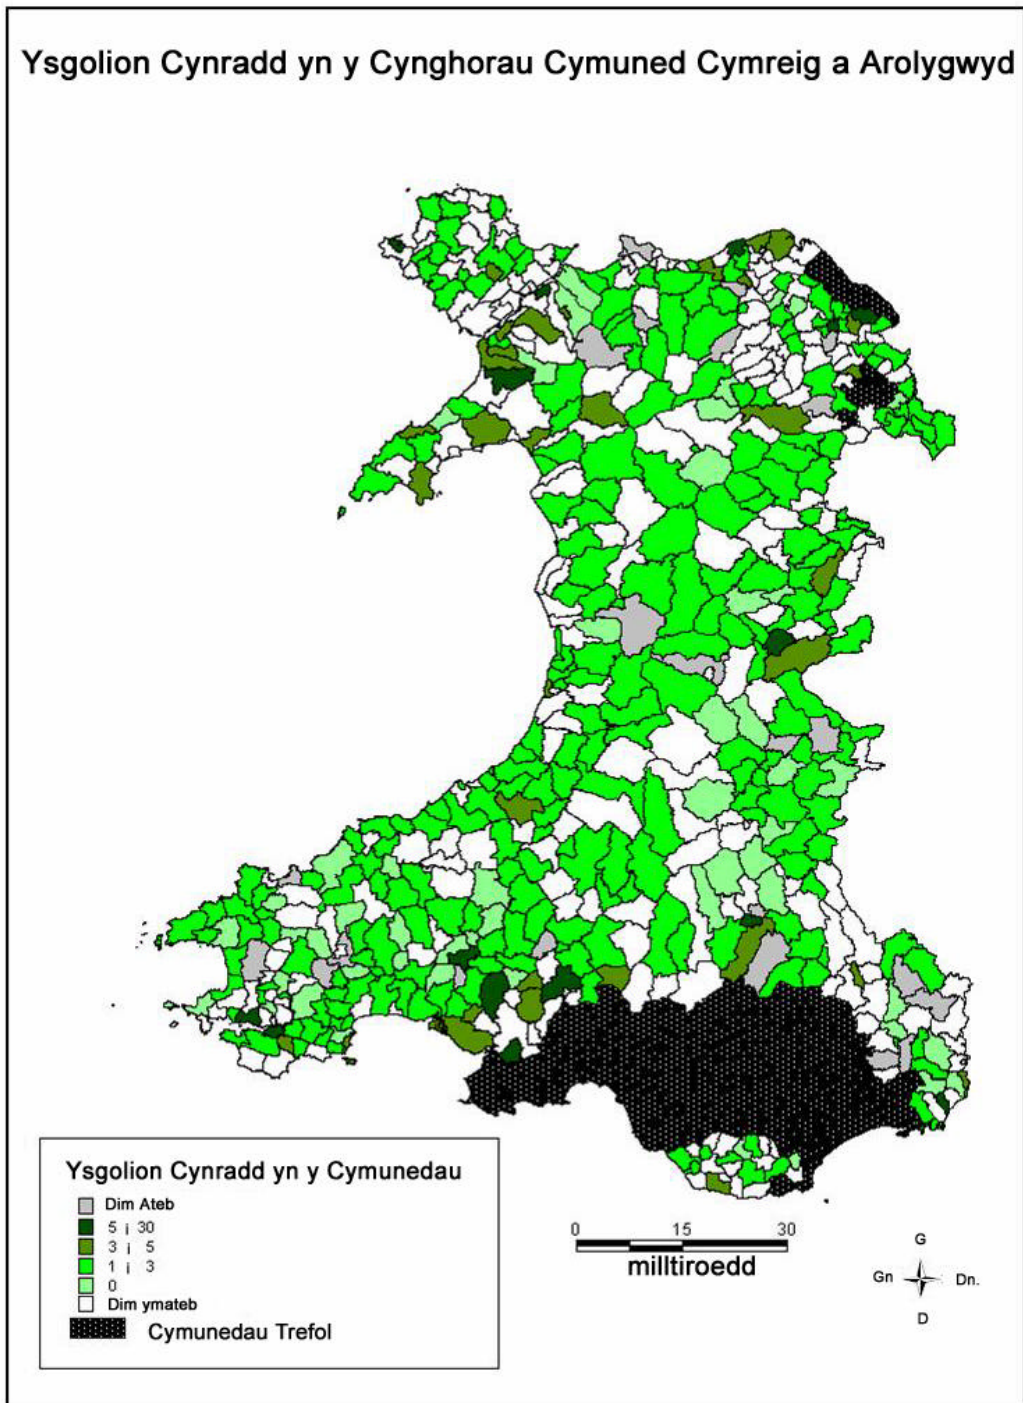 Ysgolion Cynradd yn y Cynghorau Cymuned Cymreig a Arolygwyd
Ysgolion Cynradd yn y Cymunedau
Dim Ateb
5 i 30
3 i 5
1 i 3
0
Dim ymateb
Cymunedau Trefol
0 15 30
milltiroedd
G
Gn Dn.
D